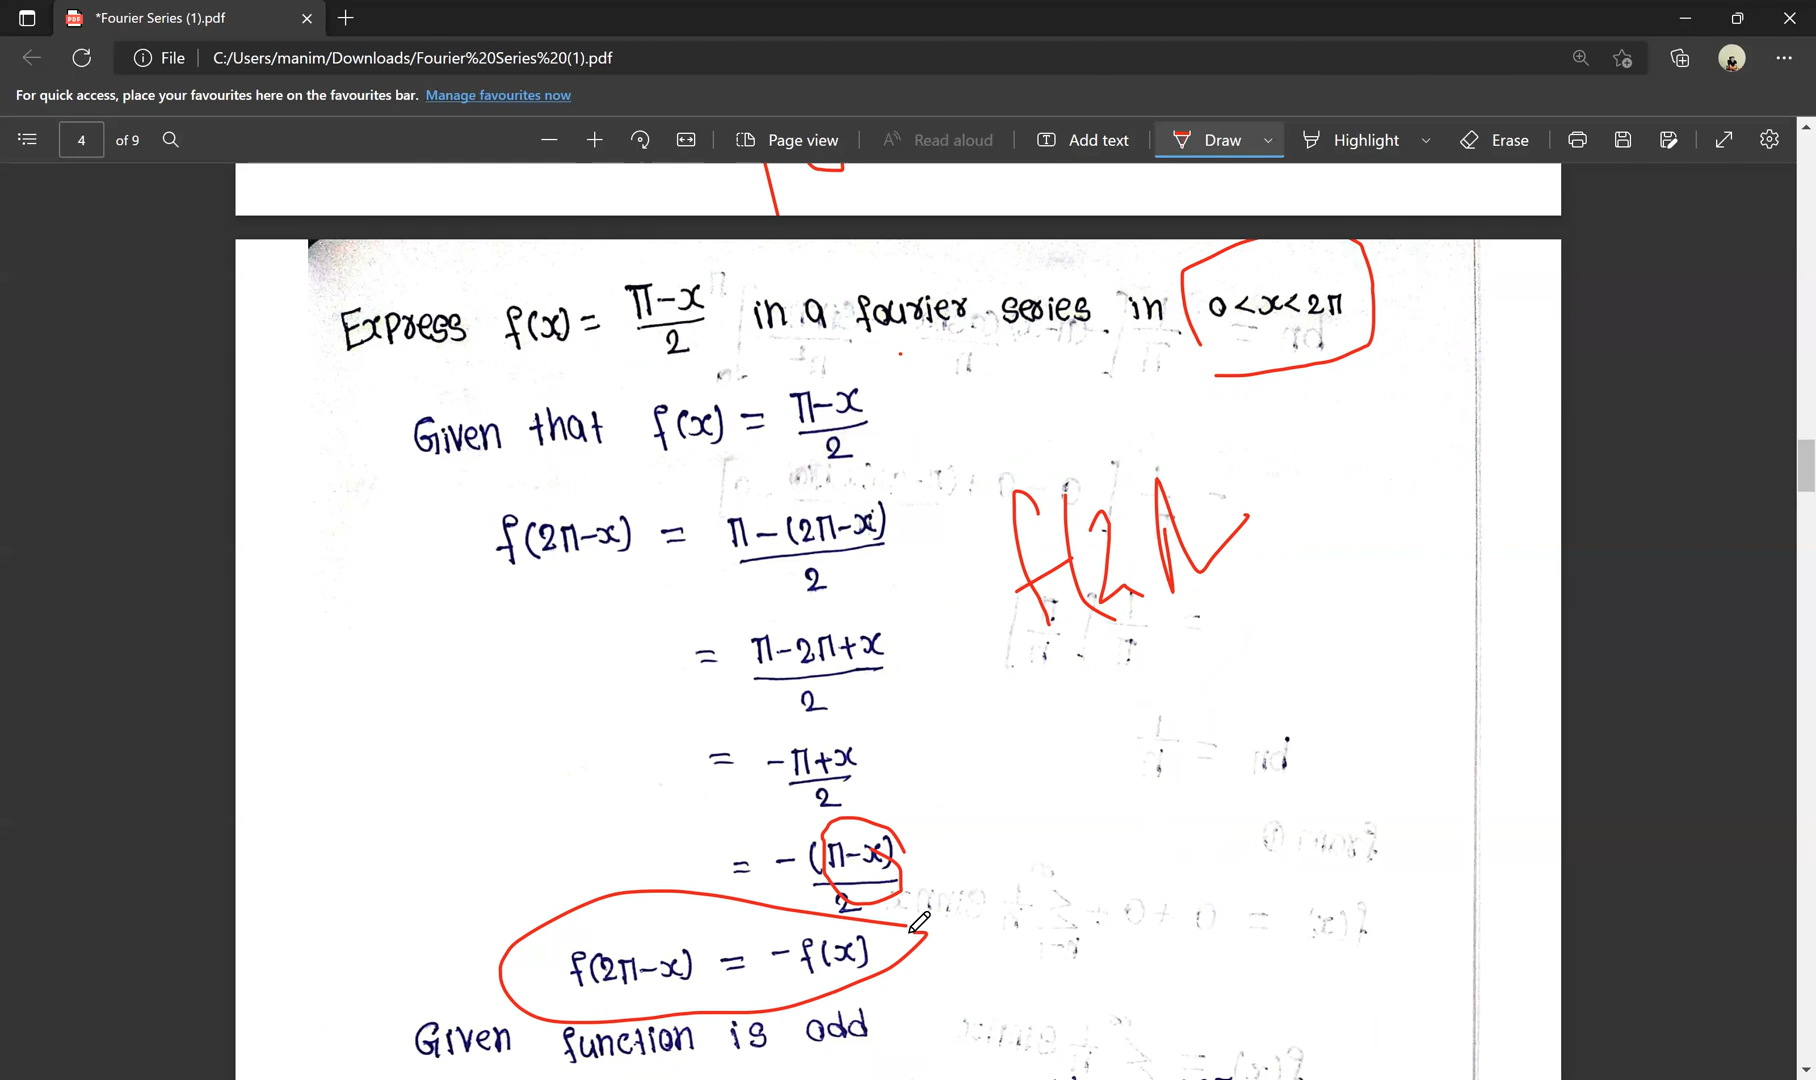 *Fourier Series (1).pdf
File C:/Users/manim/Downloads/Fourier%20Series%20(1).pdf
For quick access, place your favourites here on the favourites bar. Manage favourites now
4 of 9 Page view Read aloud Add text Draw Highlight Erase
Express f(x) = π-x/2 in a fourier series in 0<x<2π
Given that f(x) = π-x/2
f(2π-x) = π-(2π-x)/2
f(2π
= π-2π+x/2
= -π+x/2
= -(π-x)/2
f(2π-x) = -f(x)
Given function is odd